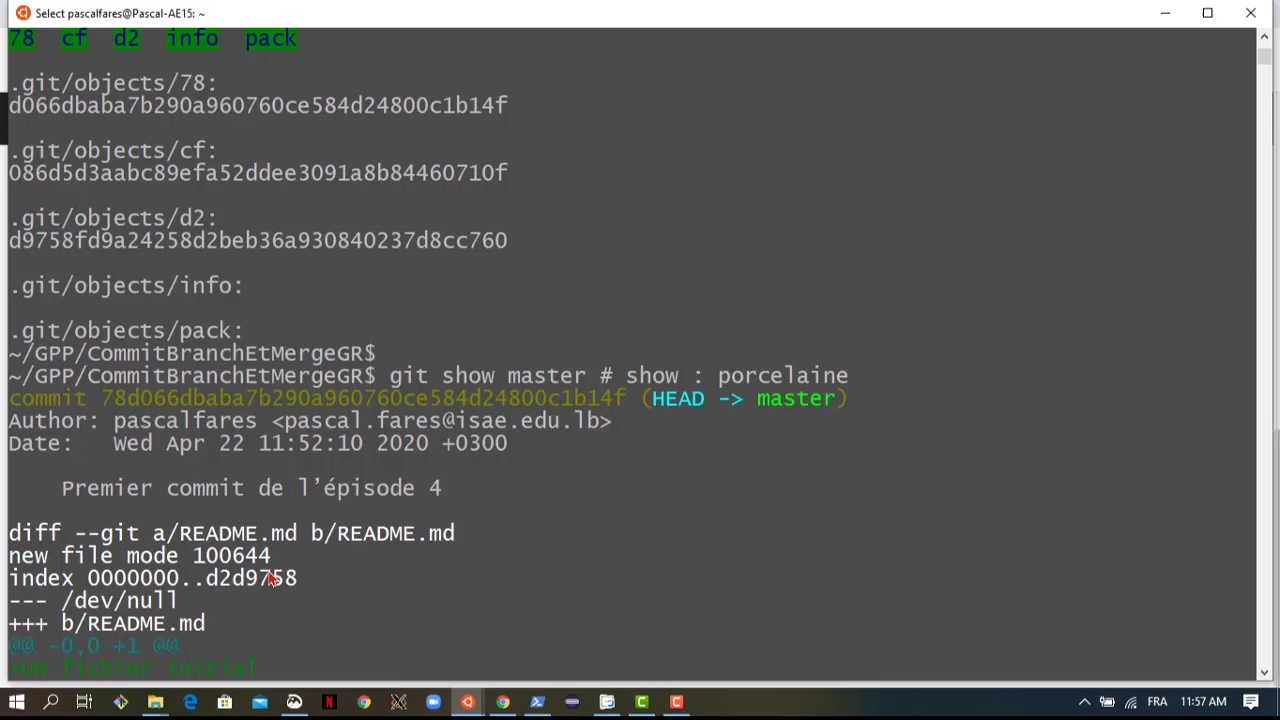 Select pascalfares@Pascal-AE15: ~
78 cf d2 info pack
.git/objects/78:
d066dbaba7b290a960760ce584d24800c1b14f
.git/objects/cf:
086d5d3aabc89efa52ddee3091a8b84460710f
.git/objects/d2:
d9758fd9a24258d2beb36a930840237d8cc760
.git/objects/info:
.git/objects/pack:
~/GPP/CommitBranchEtMergeGR$
~/GPP/CommitBranchEtMergeGR$ git show master # show : porcelaine
commit 78d066dbaba7b290a960760ce584d24800c1b14f (HEAD -> master)
Author: pascalfares <pascal.fares@isae.edu.lb>
Date:   Wed Apr 22 11:52:10 2020 +0300
Premier commit de l’épisode 4
diff --git a/README.md b/README.md
new file mode 100644
index 0000000..d2d9758
--- /dev/null
+++ b/README.md
@@ -0,0 +1 @@
+un fichier initial
FRA 11:57 AM